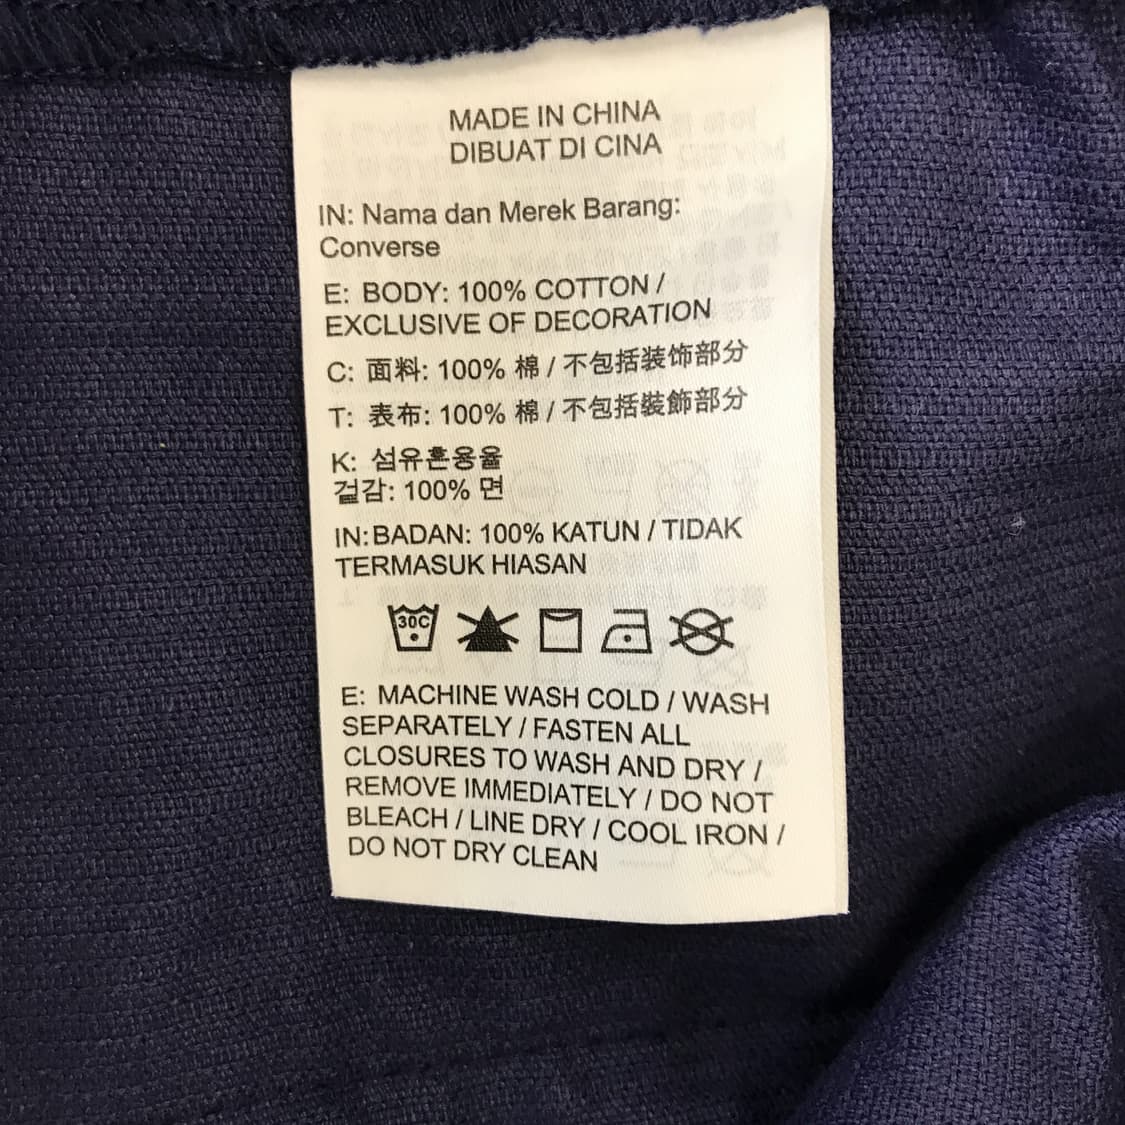 MADE IN CHINA
DIBUAT DI CINA
IN: Nama dan Merek Barang:
Converse
E: BODY: 100% COTTON /
EXCLUSIVE OF DECORATION
C: 面料: 100% 棉 / 不包括装饰部分
T: 表布: 100% 棉 / 不包括裝飾部分
K: 섬유혼용율
겉감: 100% 면
IN: BADAN: 100% KATUN / TIDAK
TERMASUK HIASAN
30C
E: MACHINE WASH COLD / WASH
SEPARATELY / FASTEN ALL
CLOSURES TO WASH AND DRY /
REMOVE IMMEDIATELY / DO NOT
BLEACH / LINE DRY / COOL IRON /
DO NOT DRY CLEAN